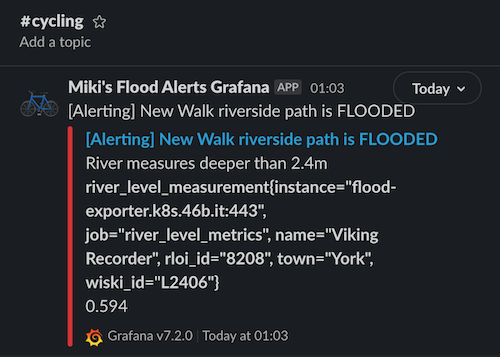 #cycling
Add a topic
Miki's Flood Alerts Grafana APP 01:03
Today
[Alerting] New Walk riverside path is FLOODED
[Alerting] New Walk riverside path is FLOODED
River measures deeper than 2.4m
river_level_measurement{instance="flood-
exporter.k8s.46b.it:443",
job="river_level_metrics", name="Viking
Recorder", rloi_id="8208", town="York",
wiski_id="L2406"}
0.594
Grafana v7.2.0 | Today at 01:03